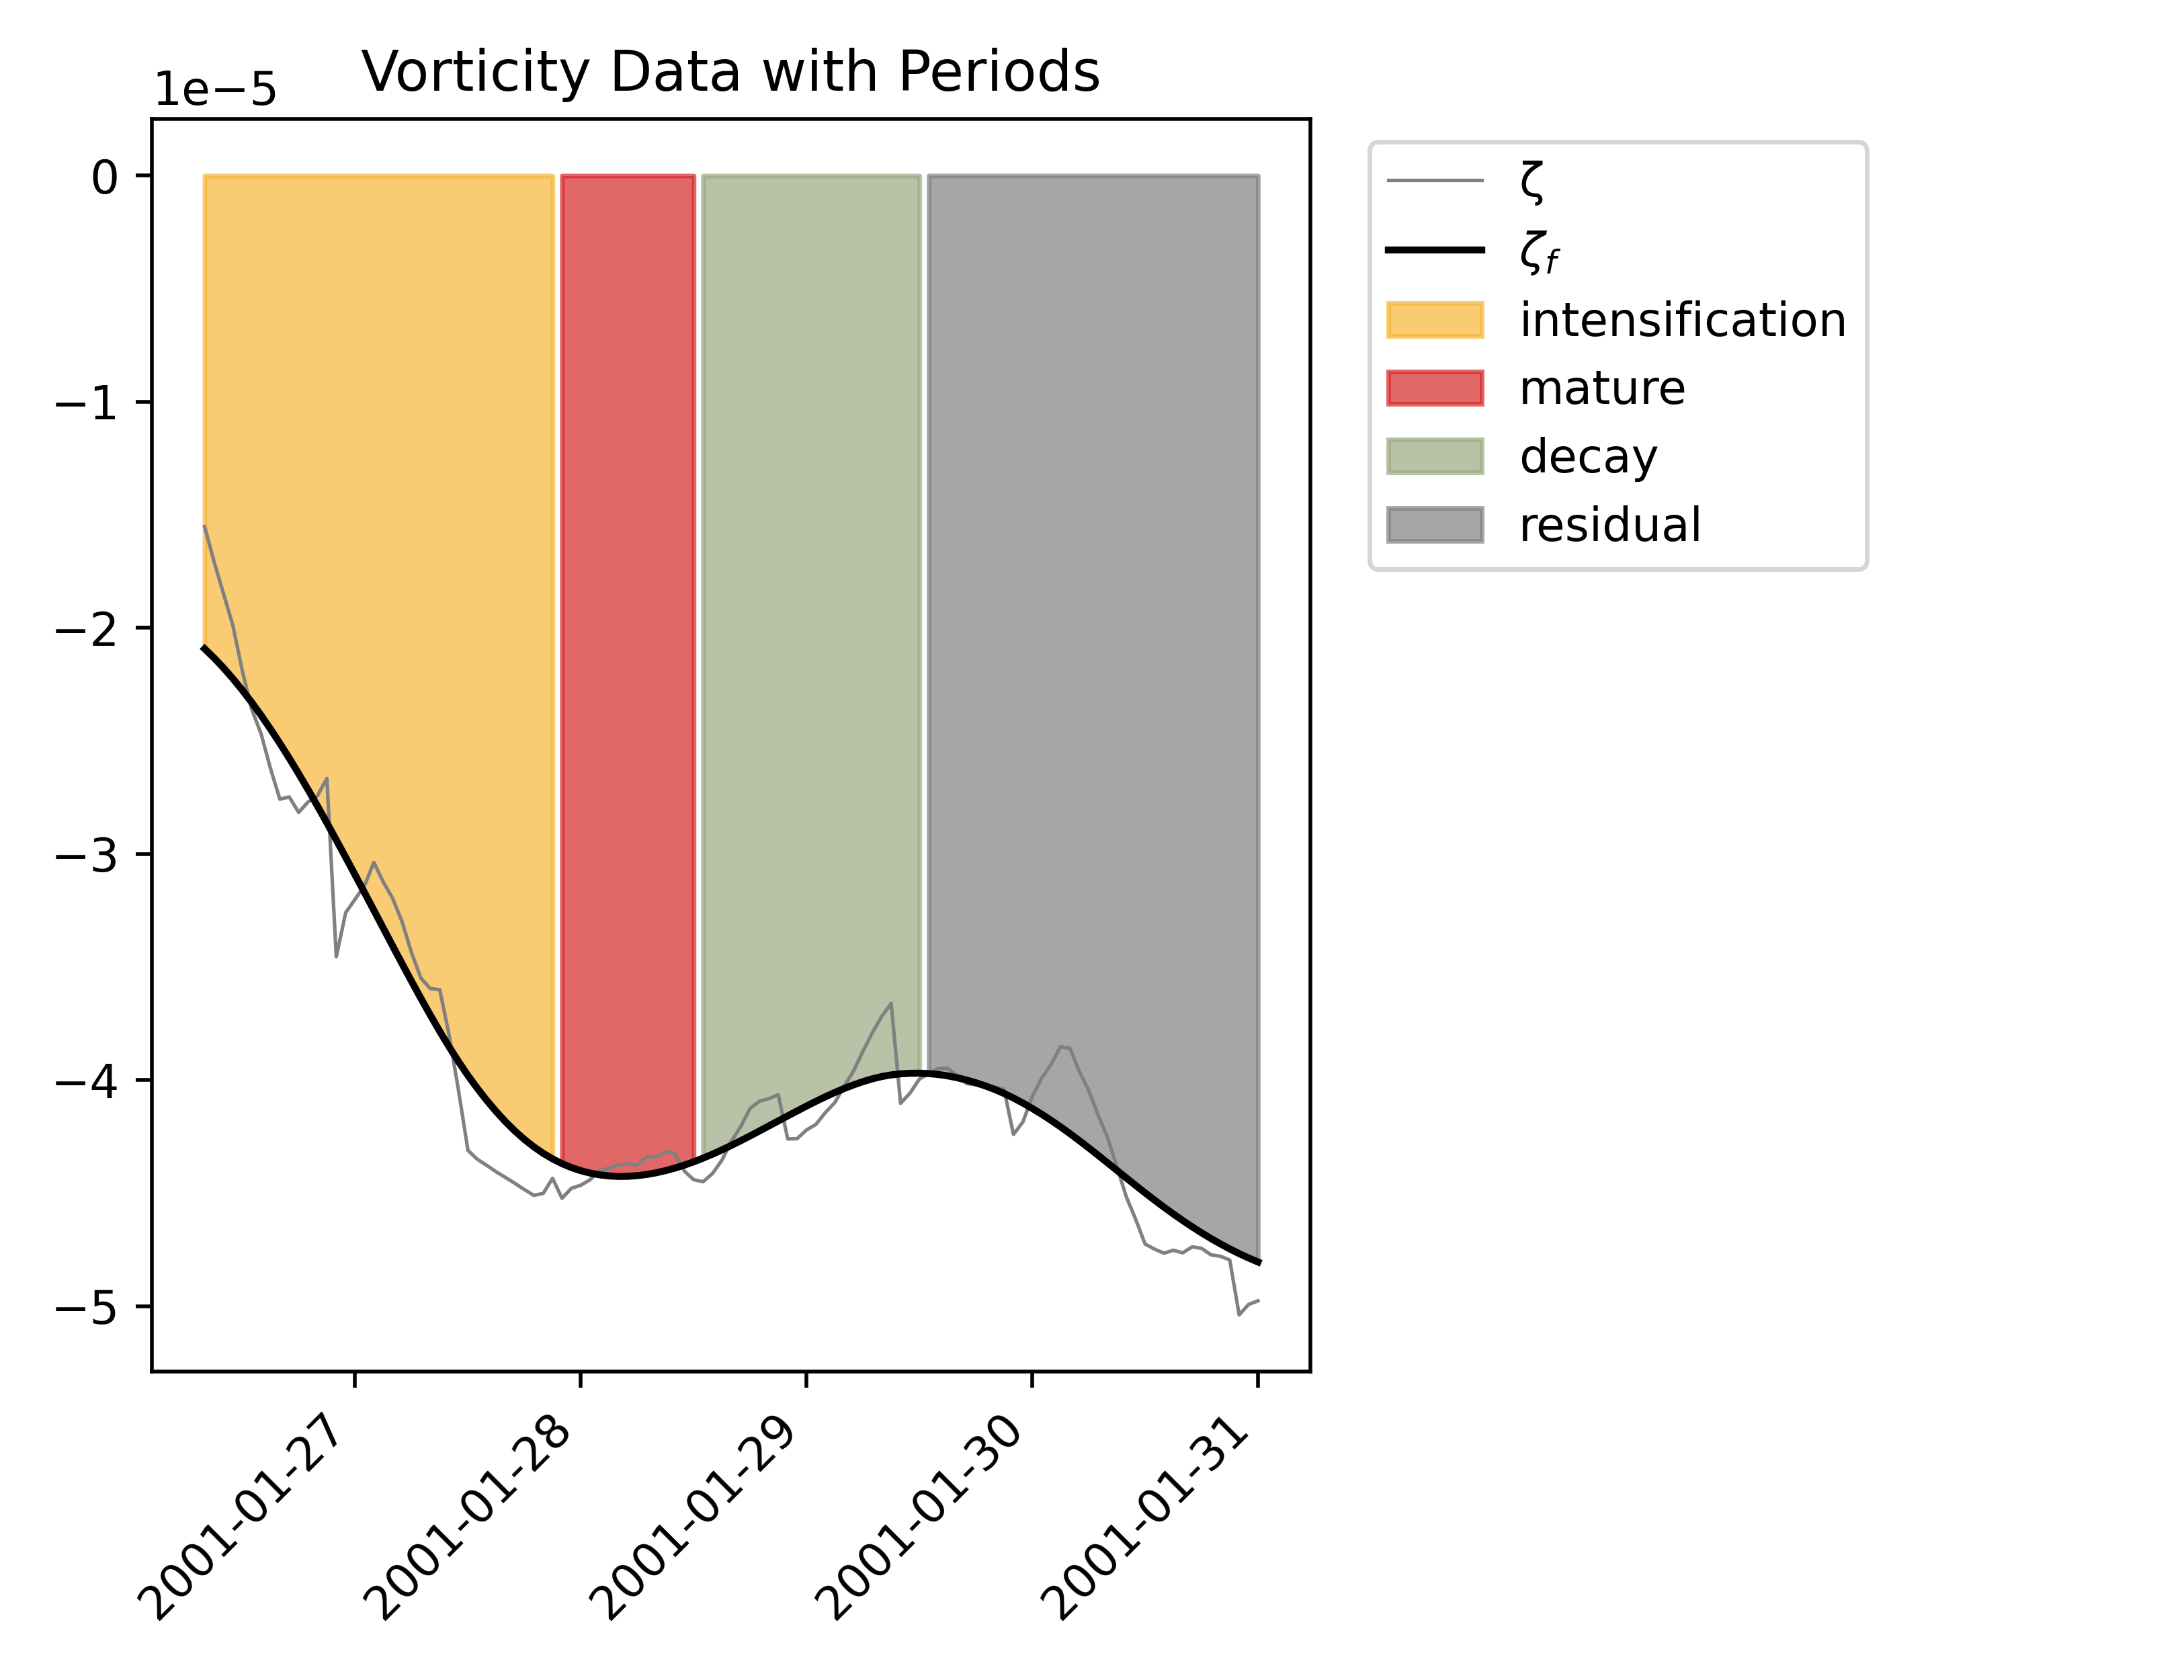 Vorticity Data with Periods
1e−5
0
−1
−2
−3
−4
−5
2001-01-27
2001-01-28
2001-01-29
2001-01-30
2001-01-31
ζ
ζf
intensification
mature
decay
residual